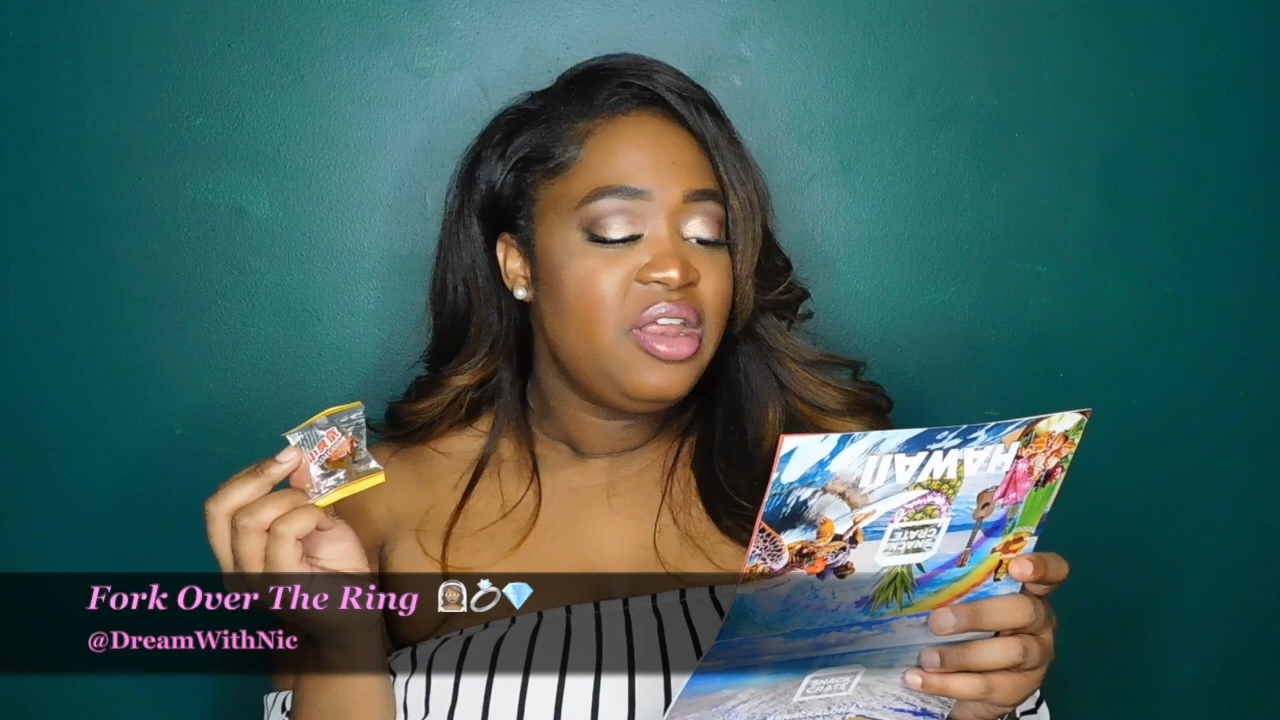 HAWAII
SNACK
CRATE
SNACK
CRATE
Fork Over The Ring 👰🏽💍💎
@DreamWithNic